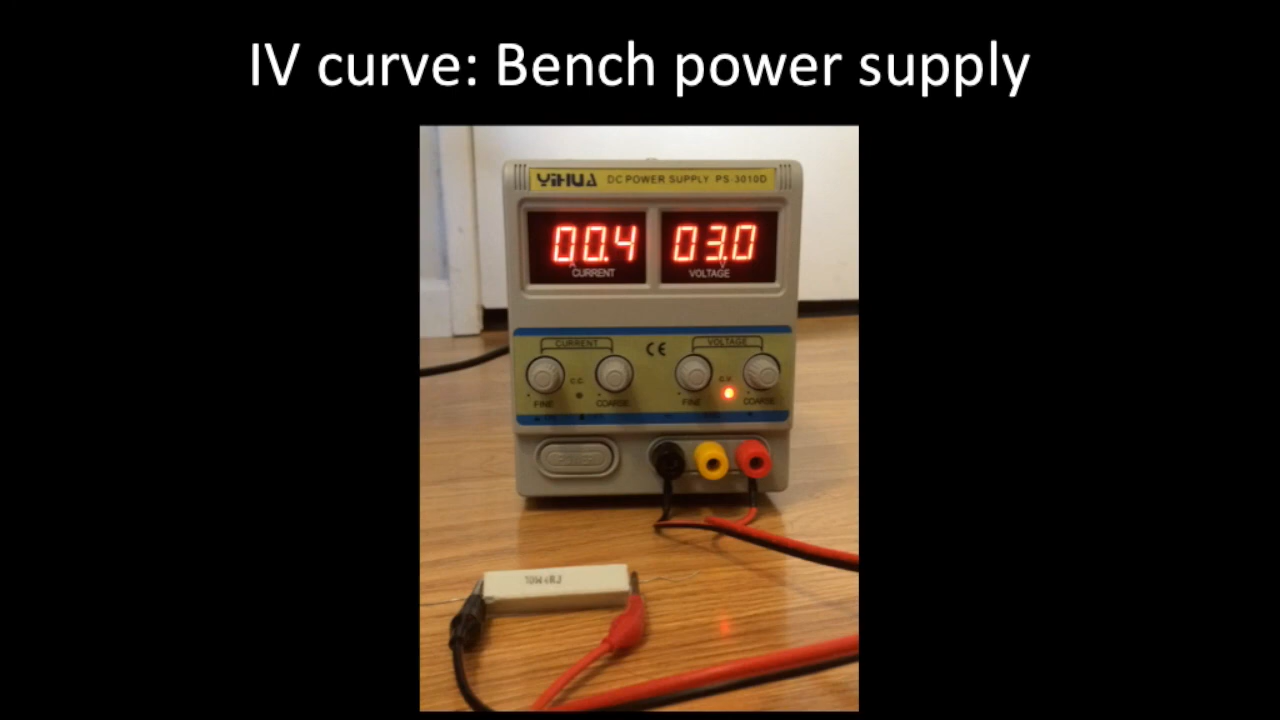 IV curve: Bench power supply
YIHUA DC POWER SUPPLY PS-3010D
00.4 03.0
A V
CURRENT VOLTAGE
CURRENT VOLTAGE
CE
C.C. C.V.
FINE COARSE FINE COARSE